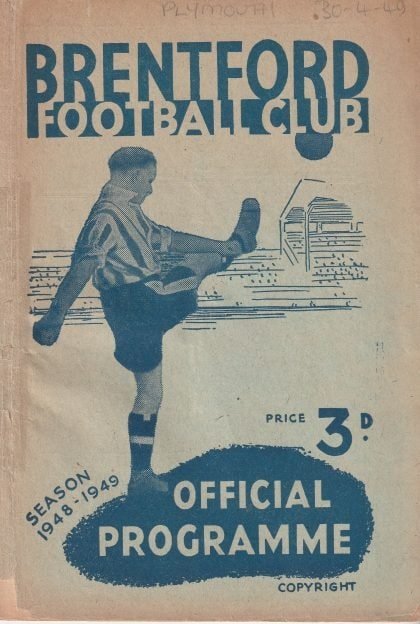 PLYMOUTH 30-4-49
BRENTFORD
FOOTBALL CLUB
PRICE 3D.
SEASON
1948-1949
OFFICIAL
PROGRAMME
COPYRIGHT